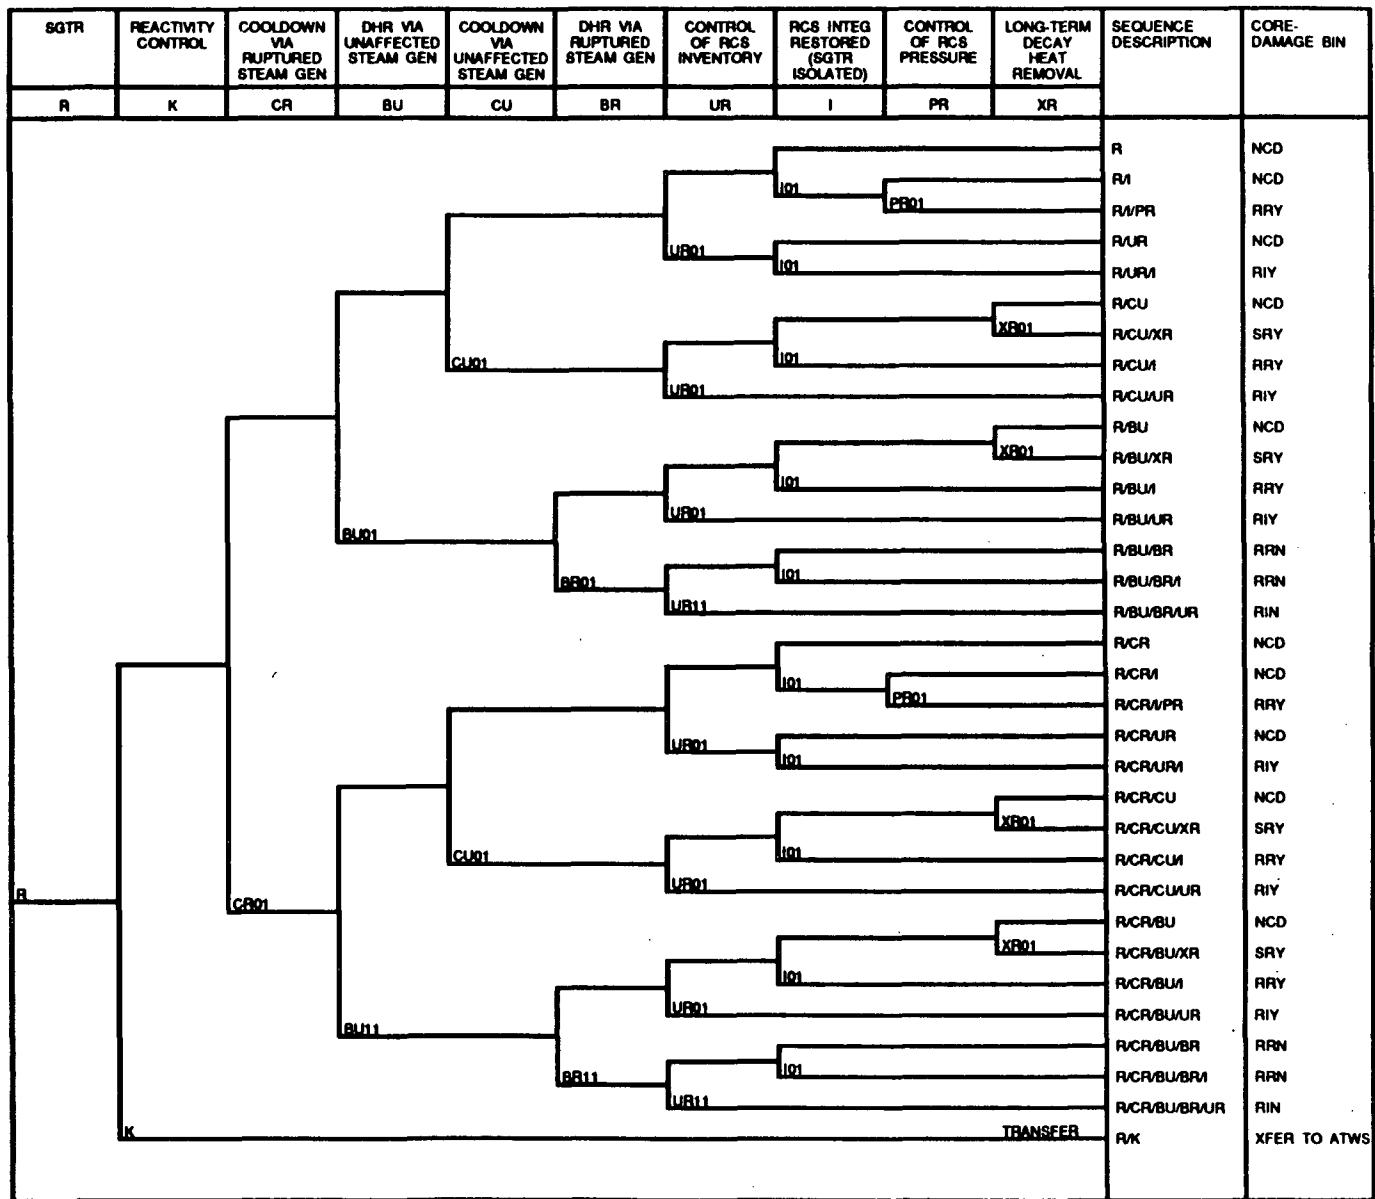 SGTR
REACTIVITY
CONTROL
COOLDOWN
VIA
RUPTURED
STEAM GEN
DHR VIA
UNAFFECTED
STEAM GEN
COOLDOWN
VIA
UNAFFECTED
STEAM GEN
DHR VIA
RUPTURED
STEAM GEN
CONTROL
OF RCS
INVENTORY
RCS INTEG
RESTORED
(SGTR
ISOLATED)
CONTROL
OF RCS
PRESSURE
LONG-TERM
DECAY
HEAT
REMOVAL
SEQUENCE
DESCRIPTION
CORE-
DAMAGE BIN
R K CR BU CU BR UR I PR XR
R NCD
I01 R/I NCD
PR01 R/I/PR RRY
UR01 R/UR NCD
I01 R/UR/I RIY
R/CU NCD
XR01 R/CU/XR SRY
CU01 I01 R/CU/I RRY
UR01 R/CU/UR RIY
R/BU NCD
XR01 R/BU/XR SRY
I01 R/BU/I RRY
UR01 R/BU/UR RIY
BU01 R/BU/BR RRN
BR01 I01 R/BU/BR/I RRN
UR11 R/BU/BR/UR RIN
R/CR NCD
I01 R/CR/I NCD
PR01 R/CR/I/PR RRY
UR01 R/CR/UR NCD
I01 R/CR/UR/I RIY
R/CR/CU NCD
XR01 R/CR/CU/XR SRY
CU01 I01 R/CR/CU/I RRY
R UR01 R/CR/CU/UR RIY
CR01 R/CR/BU NCD
XR01 R/CR/BU/XR SRY
I01 R/CR/BU/I RRY
UR01 R/CR/BU/UR RIY
BU11 R/CR/BU/BR RRN
BR11 I01 R/CR/BU/BR/I RRN
UR11 R/CR/BU/BR/UR RIN
K TRANSFER R/K XFER TO ATWS